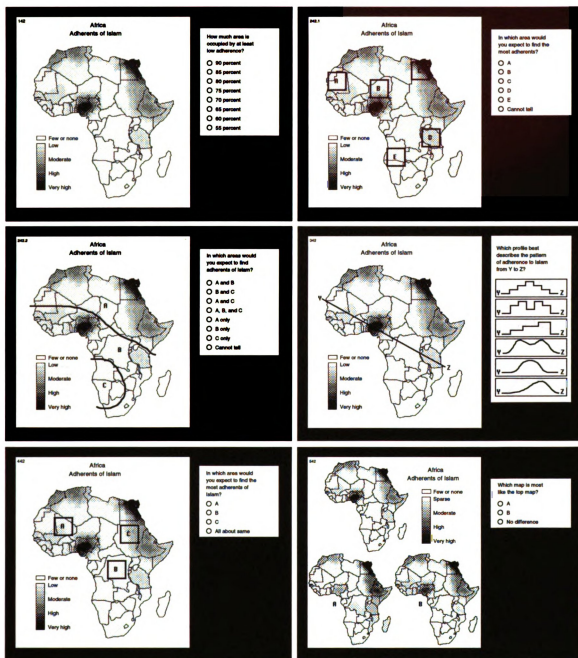 142
Africa
Adherents of Islam
Few or none
Low
Moderate
High
Very high
How much area is
occupied by at least
low adherence?
90 percent
85 percent
80 percent
75 percent
70 percent
65 percent
60 percent
55 percent
242.1
Africa
Adherents of Islam
A
B
D
E
Few or none
Low
Moderate
High
Very high
In which area would
you expect to find the
most adherents?
A
B
C
D
E
Cannot tell
Africa
Adherents of Islam
A
B
C
Few or none
Low
Moderate
High
Very high
In which areas would
you expect to find
adherents of Islam?
A and B
B and C
A and C
A, B, and C
A only
B only
C only
Cannot tell
Africa
Adherents of Islam
Y
Z
Few or none
Low
Moderate
High
Very high
Which profile best
describes the pattern
of adherence to Islam
from Y to Z?
Y Z
Y Z
Y Z
Y Z
Y Z
Y Z
442
Africa
Adherents of Islam
A
C
B
Few or none
Low
Moderate
High
Very high
In which area would
you expect to find the
most adherents of
Islam?
A
B
C
All about same
Africa
Adherents of Islam
Few or none
Sparse
Moderate
High
Very high
A
B
Which map is most
like the top map?
A
B
No difference